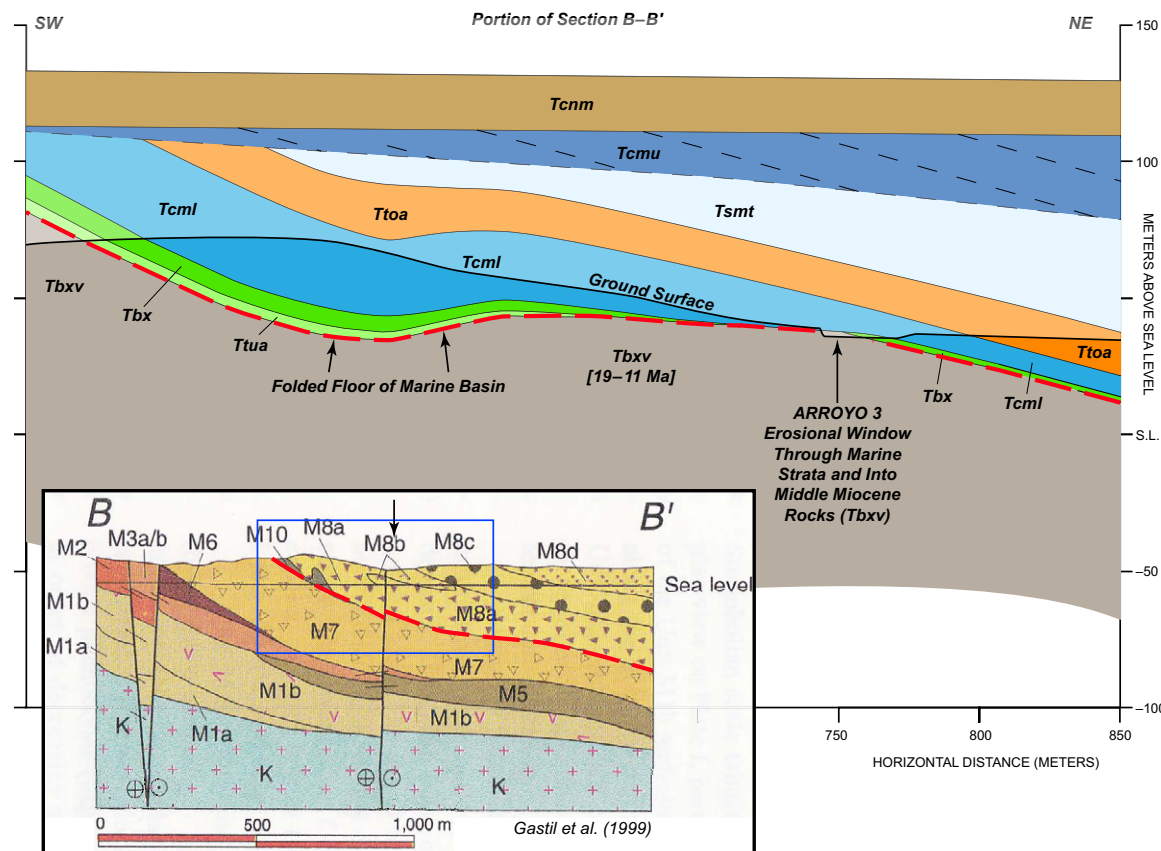 Portion of Section B–B'
SW
NE
150
Tcnm
Tcmu
100
Tcml
Ttoa
Tsmt
METERS ABOVE SEA LEVEL
Tcml
Ground Surface
Tbxv
Tbx
Ttua
Folded Floor of Marine Basin
Tbxv
[19–11 Ma]
Ttoa
Tbx
Tcml
ARROYO 3
Erosional Window
Through Marine
Strata and Into
Middle Miocene
Rocks (Tbxv)
S.L.
–50
–100
750
800
850
HORIZONTAL DISTANCE (METERS)
B
B'
M2
M3a/b
M6
M10
M8a
M8b
M8c
M8d
Sea level
M1b
M1a
M7
M8a
M7
M1b
M5
M1b
K
M1a
K
K
0
500
1,000 m
Gastil et al. (1999)